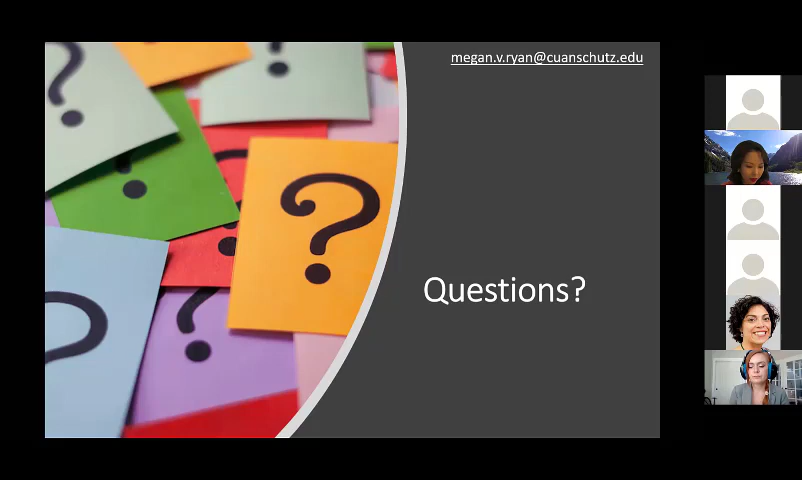 megan.v.ryan@cuanschutz.edu
? ? ?
?
? ?
?
Questions?